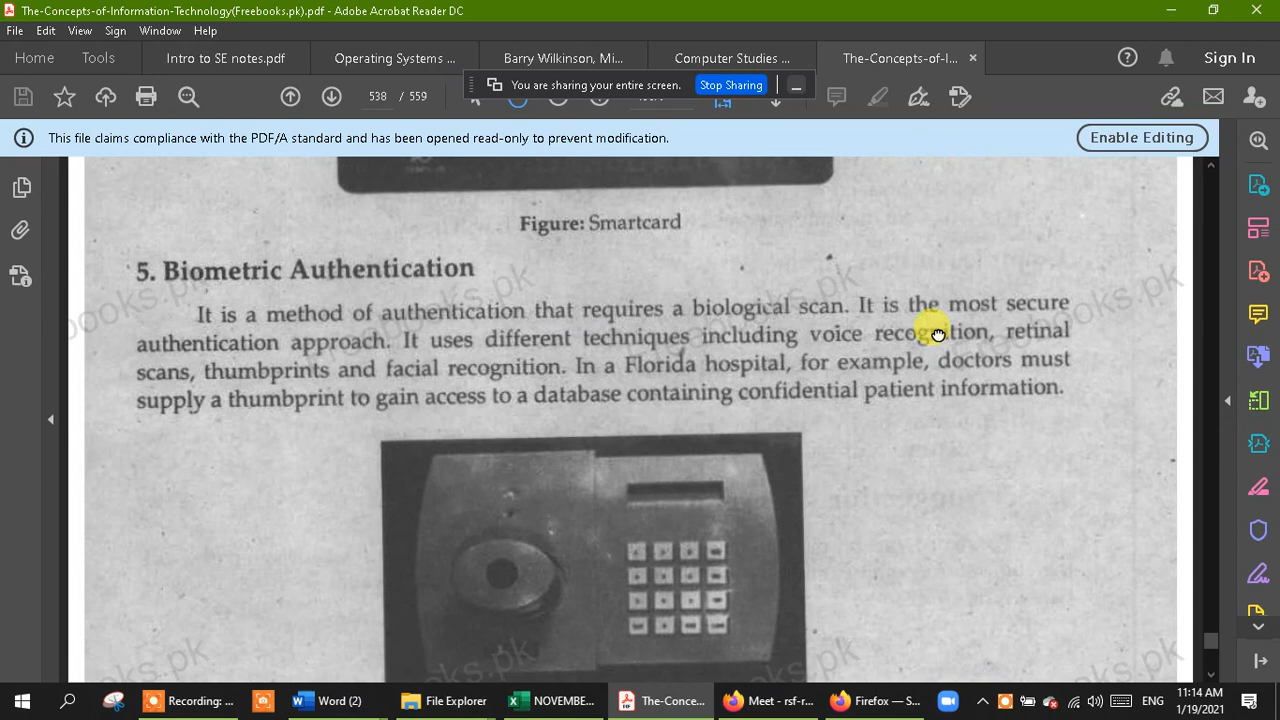 The-Concepts-of-Information-Technology(Freebooks.pk).pdf - Adobe Acrobat Reader DC
File Edit View Sign Window Help
Home Tools Intro to SE notes.pdf Operating Systems ... Barry Wilkinson, Mi... Computer Studies ... The-Concepts-of-I... Sign In
You are sharing your entire screen. Stop Sharing
538 / 559
This file claims compliance with the PDF/A standard and has been opened read-only to prevent modification. Enable Editing
Figure: Smartcard
5. Biometric Authentication
It is a method of authentication that requires a biological scan. It is the most secure
authentication approach. It uses different techniques including voice recognition, retinal
scans, thumbprints and facial recognition. In a Florida hospital, for example, doctors must
supply a thumbprint to gain access to a database containing confidential patient information.
Recording: ... Word (2) File Explorer NOVEMBE... The-Conce... Meet - rsf-r... Firefox — S... ENG 11:14 AM
1/19/2021